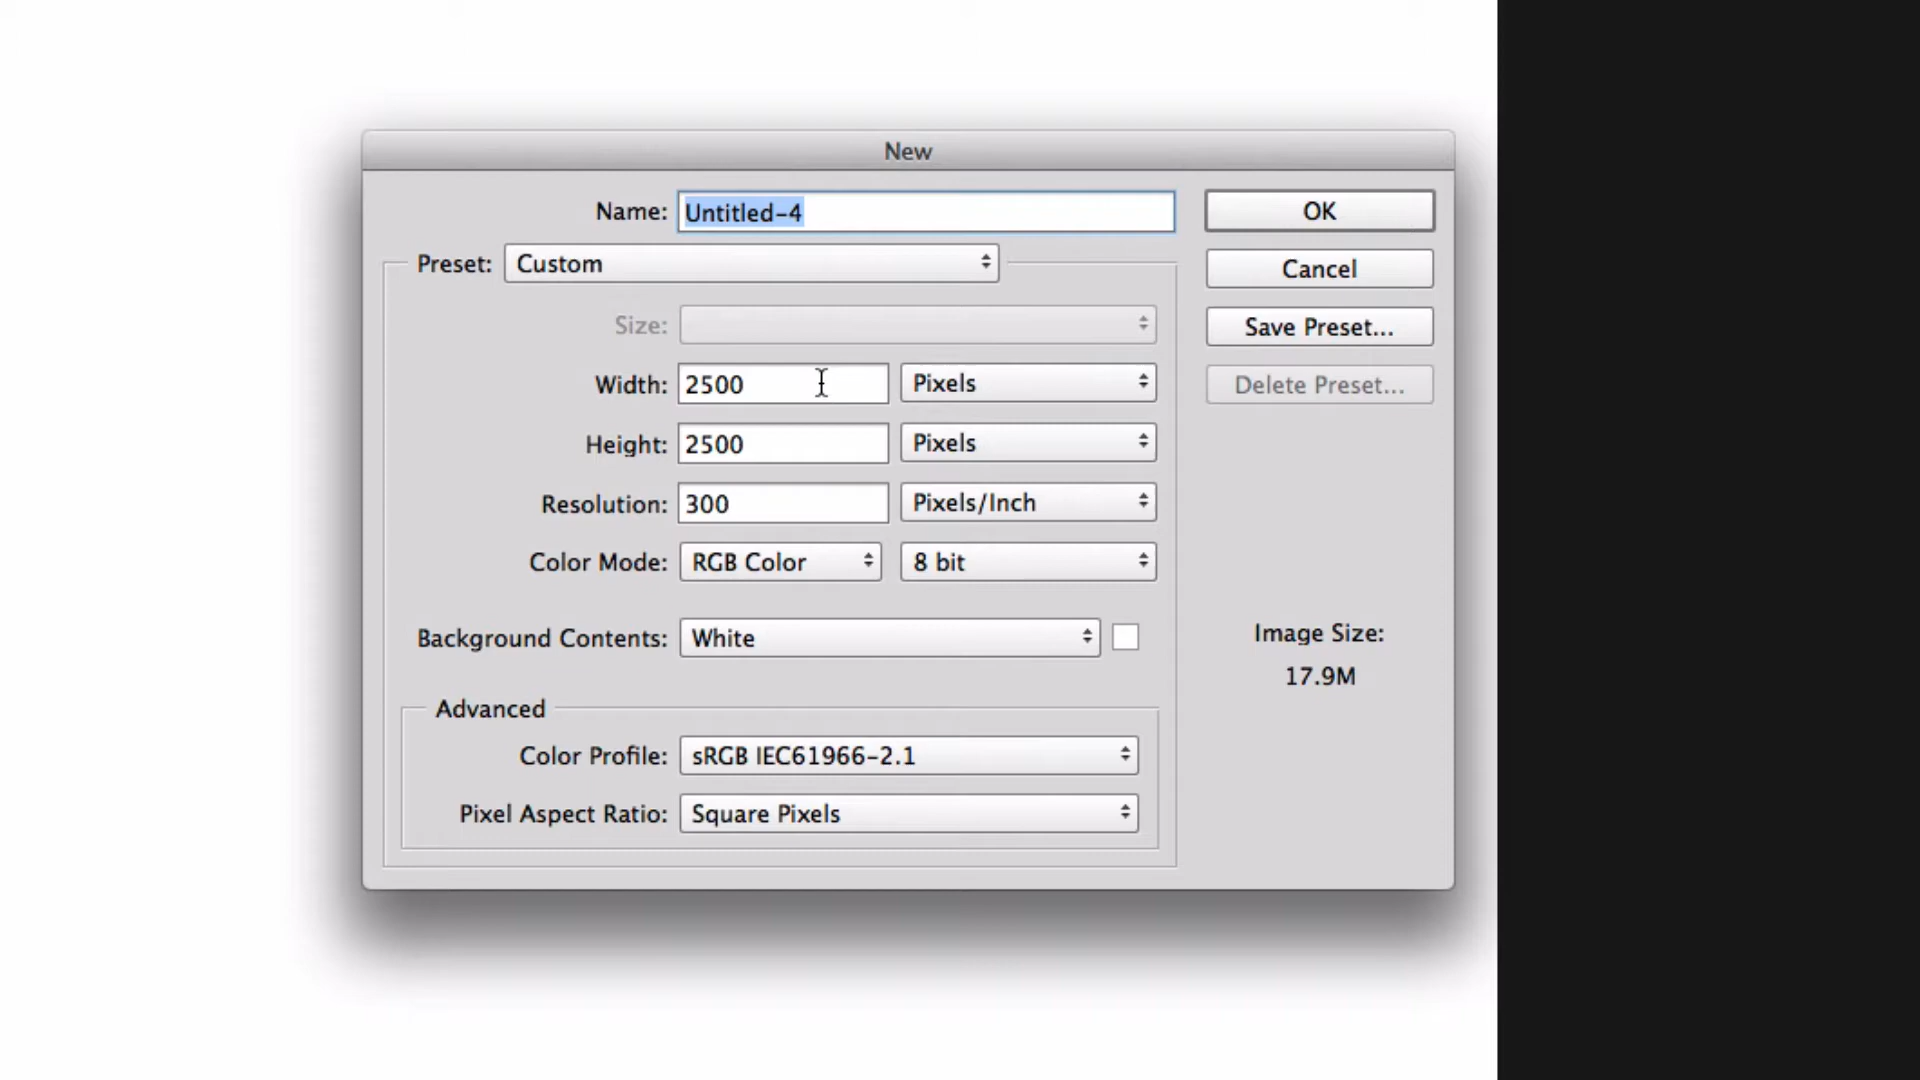 New
Name: Untitled-4
OK
Preset: Custom
Cancel
Size:
Save Preset...
Width: 2500 Pixels
Delete Preset...
Height: 2500 Pixels
Resolution: 300 Pixels/Inch
Color Mode: RGB Color 8 bit
Background Contents: White
Image Size:
17.9M
Advanced
Color Profile: sRGB IEC61966-2.1
Pixel Aspect Ratio: Square Pixels